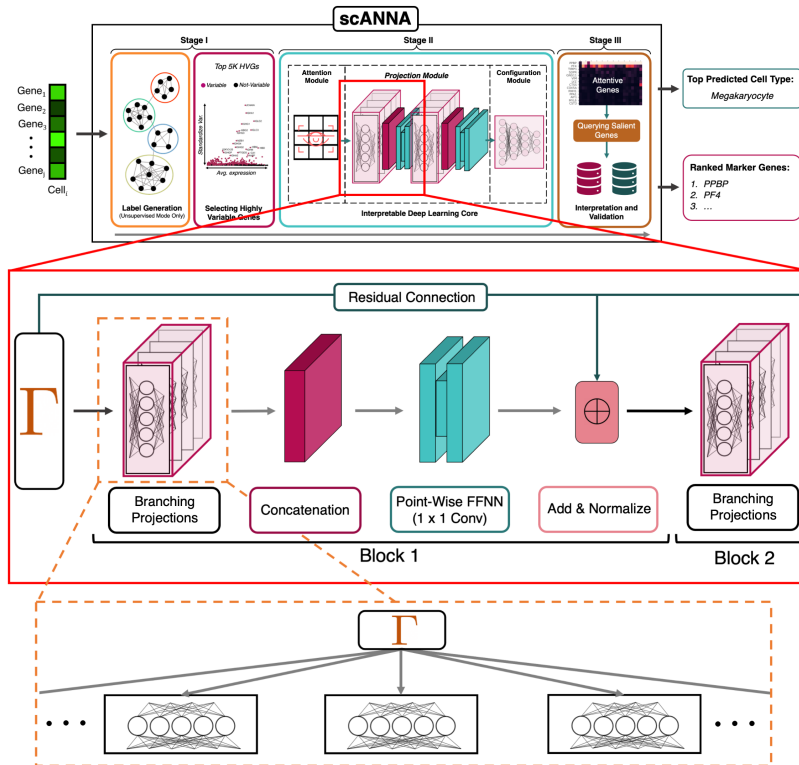 scANNA
Stage I
Stage II
Stage III
Gene₁
Gene₂
Gene₃
Geneⱼ
Cellᵢ
Label Generation
(Unsupervised Mode Only)
Top 5K HVGs
Variable
Not-Variable
Standardize Var.
Avg. expression
Selecting Highly
Variable Genes
Attention
Module
Projection Module
Configuration
Module
Interpretable Deep Learning Core
Attentive
Genes
Querying Salient
Genes
Interpretation and
Validation
Top Predicted Cell Type:
Megakaryocyte
Ranked Marker Genes:
1. PPBP
2. PF4
3. ...
Residual Connection
Γ
Branching
Projections
Concatenation
Point-Wise FFNN
(1 x 1 Conv)
Add & Normalize
Branching
Projections
Block 1
Block 2
Γ